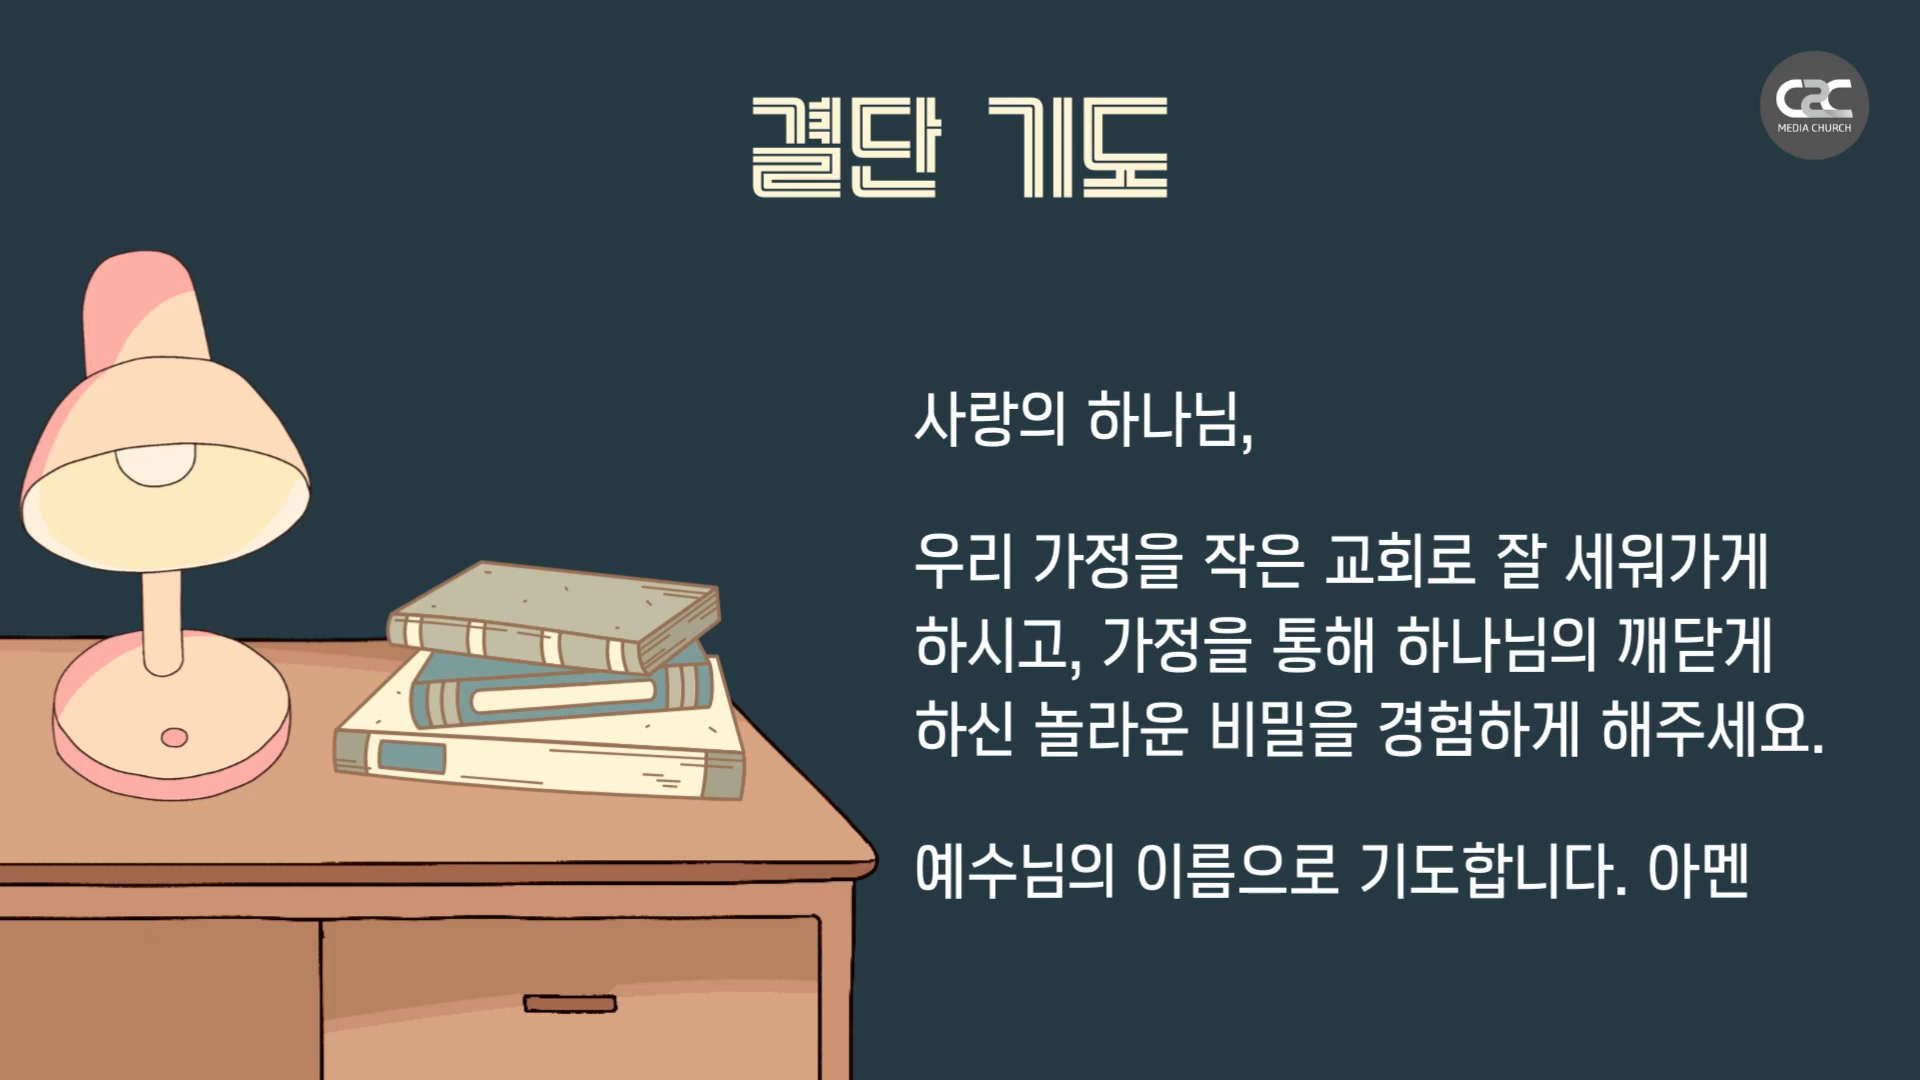 결단 기도
C2C
MEDIA CHURCH
사랑의 하나님,
우리 가정을 작은 교회로 잘 세워가게
하시고, 가정을 통해 하나님의 깨닫게
하신 놀라운 비밀을 경험하게 해주세요.
예수님의 이름으로 기도합니다. 아멘